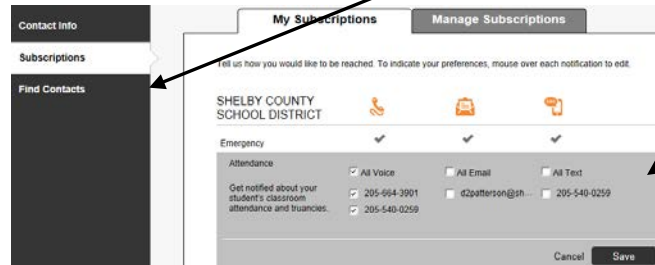 Contact Info
Subscriptions
Find Contacts
My Subscriptions
Manage Subscriptions
Tell us how you would like to be reached. To indicate your preferences, mouse over each notification to edit.
SHELBY COUNTY
SCHOOL DISTRICT
Emergency
Attendance
All Voice
All Email
All Text
Get notified about your
student's classroom
attendance and truancies.
205-664-3901
d2patterson@sh...
205-540-0259
205-540-0259
Cancel
Save